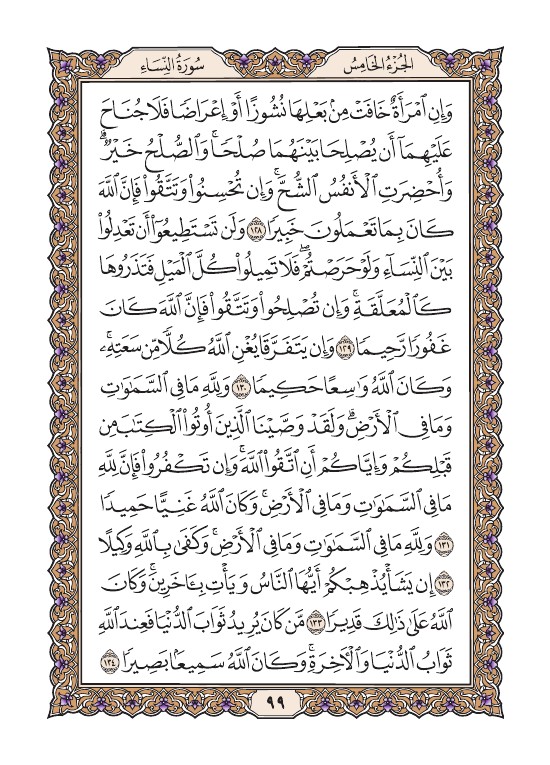 الجُزْءُ الخَامِسُ سُورَةُ النِّسَاءِ
وَإِنِ ٱمْرَأَةٌ خَافَتْ مِنۢ بَعْلِهَا نُشُوزًا أَوْ إِعْرَاضًا فَلَا جُنَاحَ
عَلَيْهِمَآ أَن يُصْلِحَا بَيْنَهُمَا صُلْحًا ۚ وَٱلصُّلْحُ خَيْرٌ ۗ
وَأُحْضِرَتِ ٱلْأَنفُسُ ٱلشُّحَّ ۚ وَإِن تُحْسِنُوا۟ وَتَتَّقُوا۟ فَإِنَّ ٱللَّهَ
كَانَ بِمَا تَعْمَلُونَ خَبِيرًا ١٢٨ وَلَن تَسْتَطِيعُوٓا۟ أَن تَعْدِلُوا۟
بَيْنَ ٱلنِّسَآءِ وَلَوْ حَرَصْتُمْ ۖ فَلَا تَمِيلُوا۟ كُلَّ ٱلْمَيْلِ فَتَذَرُوهَا
كَٱلْمُعَلَّقَةِ ۚ وَإِن تُصْلِحُوا۟ وَتَتَّقُوا۟ فَإِنَّ ٱللَّهَ كَانَ
غَفُورًا رَّحِيمًا ١٢٩ وَإِن يَتَفَرَّقَا يُغْنِ ٱللَّهُ كُلًّا مِّن سَعَتِهِۦ ۚ
وَكَانَ ٱللَّهُ وَٰسِعًا حَكِيمًا ١٣٠ وَلِلَّهِ مَا فِى ٱلسَّمَٰوَٰتِ
وَمَا فِى ٱلْأَرْضِ ۗ وَلَقَدْ وَصَّيْنَا ٱلَّذِينَ أُوتُوا۟ ٱلْكِتَٰبَ مِن
قَبْلِكُمْ وَإِيَّاكُمْ أَنِ ٱتَّقُوا۟ ٱللَّهَ ۚ وَإِن تَكْفُرُوا۟ فَإِنَّ لِلَّهِ
مَا فِى ٱلسَّمَٰوَٰتِ وَمَا فِى ٱلْأَرْضِ ۚ وَكَانَ ٱللَّهُ غَنِيًّا حَمِيدًا
١٣١ وَلِلَّهِ مَا فِى ٱلسَّمَٰوَٰتِ وَمَا فِى ٱلْأَرْضِ ۚ وَكَفَىٰ بِٱللَّهِ وَكِيلًا
١٣٢ إِن يَشَأْ يُذْهِبْكُمْ أَيُّهَا ٱلنَّاسُ وَيَأْتِ بِـَٔاخَرِينَ ۚ وَكَانَ
ٱللَّهُ عَلَىٰ ذَٰلِكَ قَدِيرًا ١٣٣ مَّن كَانَ يُرِيدُ ثَوَابَ ٱلدُّنْيَا فَعِندَ ٱللَّهِ
ثَوَابُ ٱلدُّنْيَا وَٱلْأَخِرَةِ ۚ وَكَانَ ٱللَّهُ سَمِيعًۢا بَصِيرًا ١٣٤
٩٩